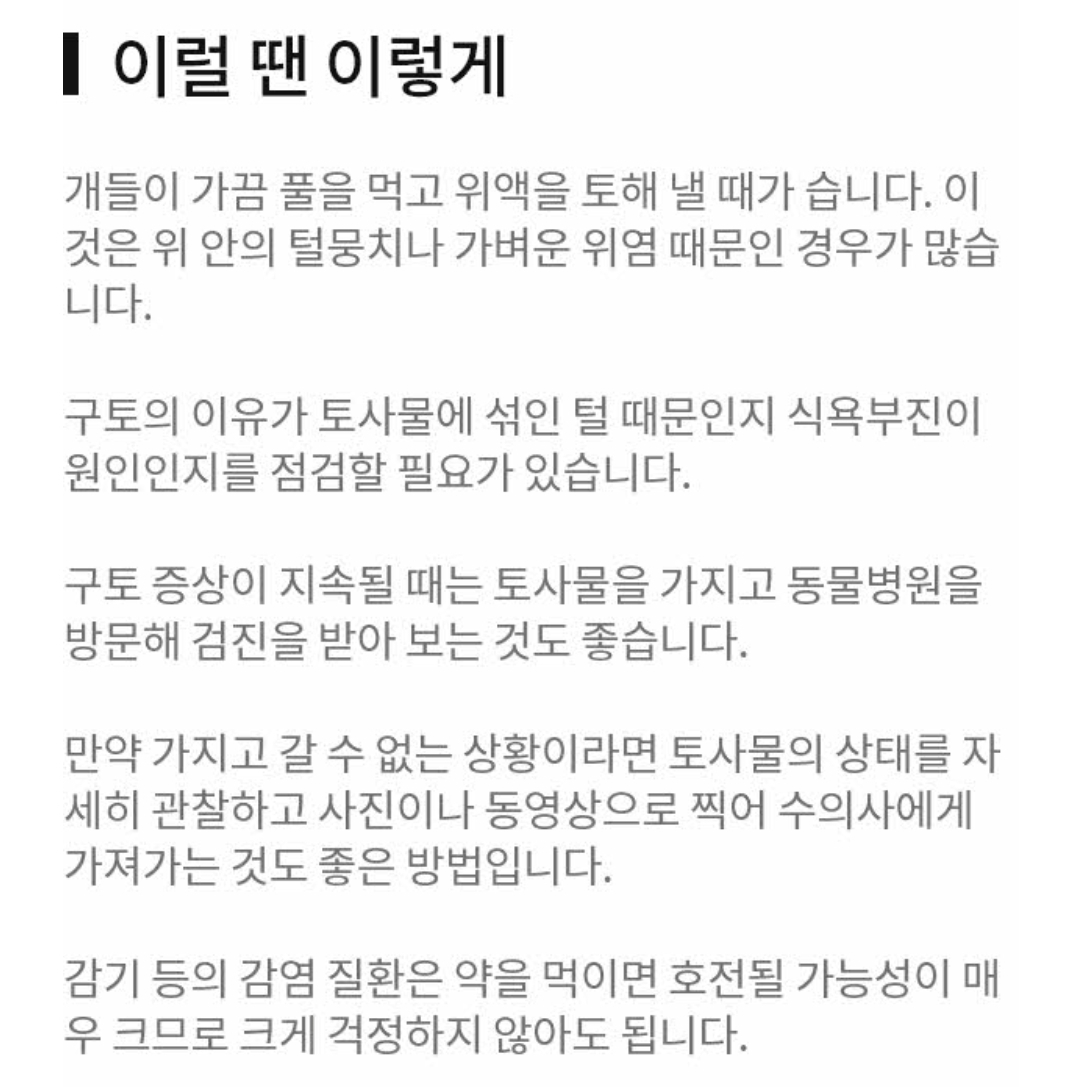 이럴 땐 이렇게
개들이 가끔 풀을 먹고 위액을 토해 낼 때가 습니다. 이
것은 위 안의 털뭉치나 가벼운 위염 때문인 경우가 많습
니다.
구토의 이유가 토사물에 섞인 털 때문인지 식욕부진이
원인인지를 점검할 필요가 있습니다.
구토 증상이 지속될 때는 토사물을 가지고 동물병원을
방문해 검진을 받아 보는 것도 좋습니다.
만약 가지고 갈 수 없는 상황이라면 토사물의 상태를 자
세히 관찰하고 사진이나 동영상으로 찍어 수의사에게
가져가는 것도 좋은 방법입니다.
감기 등의 감염 질환은 약을 먹이면 호전될 가능성이 매
우 크므로 크게 걱정하지 않아도 됩니다.